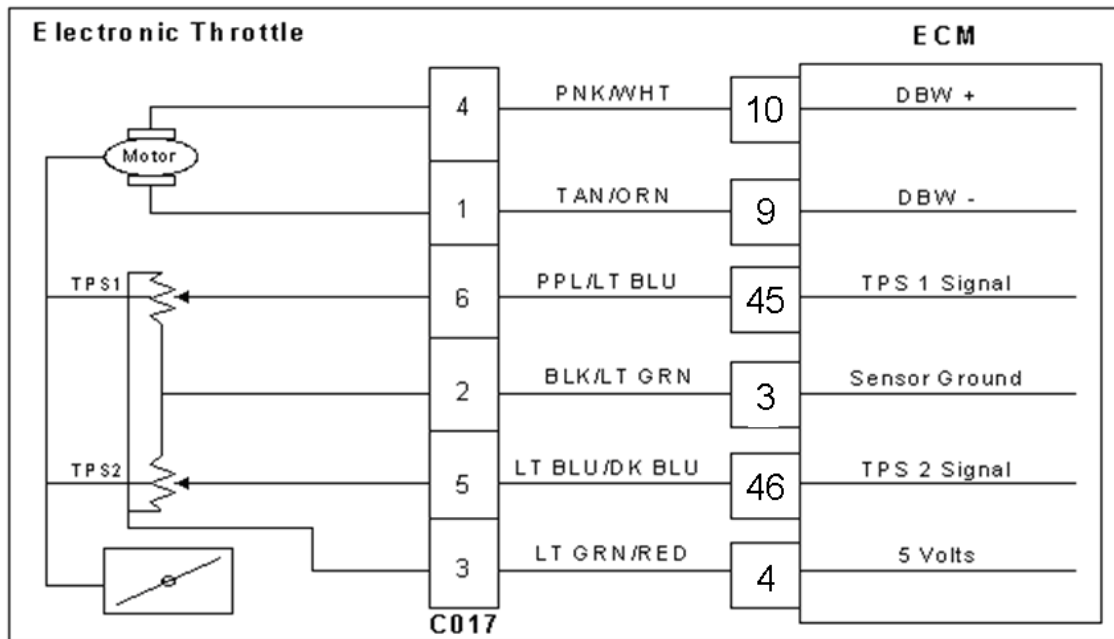 Electronic Throttle
ECM
4 PNK/WHT 10 DBW +
Motor
1 TAN/ORN 9 DBW -
TPS1 6 PPL/LT BLU 45 TPS 1 Signal
2 BLK/LT GRN 3 Sensor Ground
TPS2 5 LT BLU/DK BLU 46 TPS 2 Signal
3 LT GRN/RED 4 5 Volts
C017